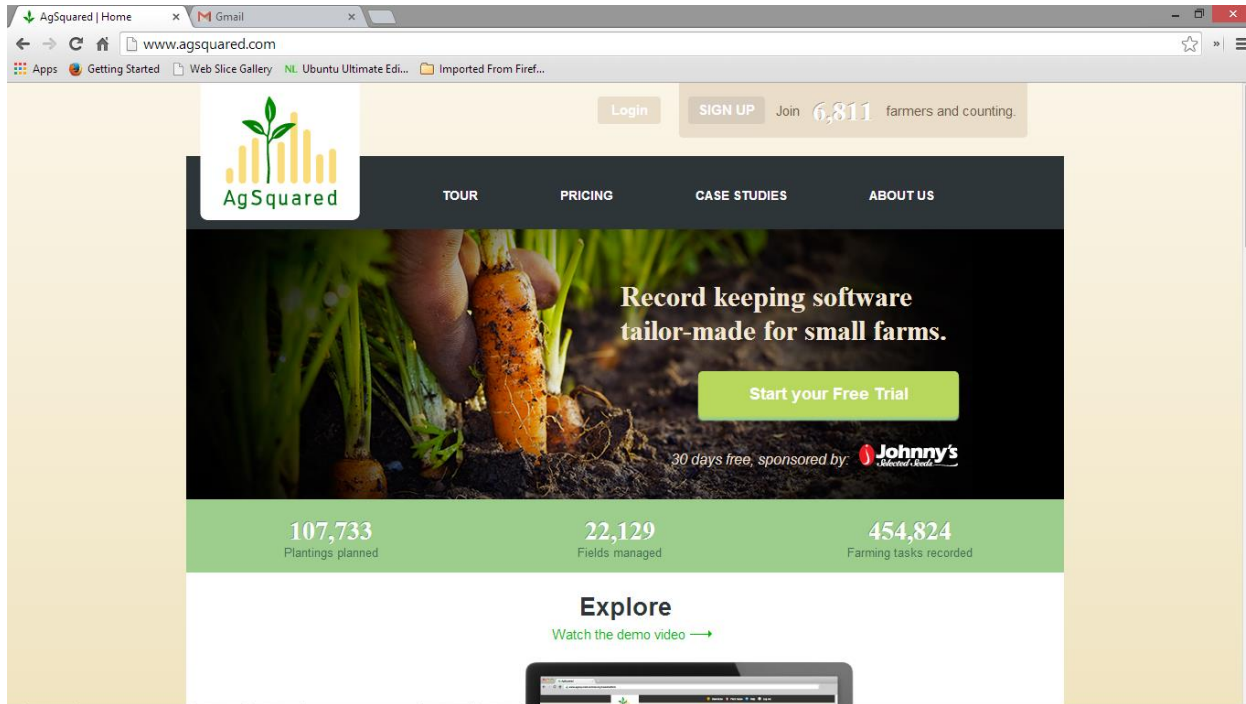 AgSquared | Home
Gmail
www.agsquared.com
Apps Getting Started Web Slice Gallery NL Ubuntu Ultimate Edi... Imported From Firef...
Login SIGN UP Join 6,811 farmers and counting.
AgSquared
TOUR PRICING CASE STUDIES ABOUT US
Record keeping software
tailor-made for small farms.
Start your Free Trial
30 days free, sponsored by: Johnny's
Selected Seeds
107,733 22,129 454,824
Plantings planned Fields managed Farming tasks recorded
Explore
Watch the demo video